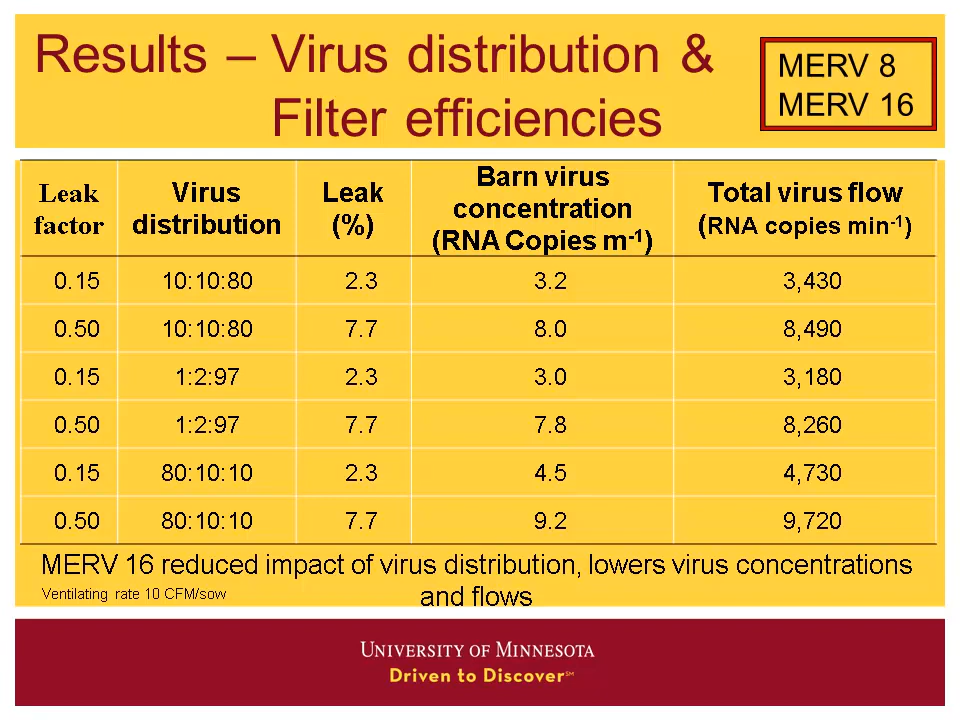 Results – Virus distribution &
Filter efficiencies
MERV 8
MERV 16
Leak factor | Virus distribution | Leak (%) | Barn virus concentration (RNA Copies m-1) | Total virus flow (RNA copies min-1)
0.15 | 10:10:80 | 2.3 | 3.2 | 3,430
0.50 | 10:10:80 | 7.7 | 8.0 | 8,490
0.15 | 1:2:97 | 2.3 | 3.0 | 3,180
0.50 | 1:2:97 | 7.7 | 7.8 | 8,260
0.15 | 80:10:10 | 2.3 | 4.5 | 4,730
0.50 | 80:10:10 | 7.7 | 9.2 | 9,720
MERV 16 reduced impact of virus distribution, lowers virus concentrations
and flows
Ventilating rate 10 CFM/sow
UNIVERSITY OF MINNESOTA
Driven to Discover℠